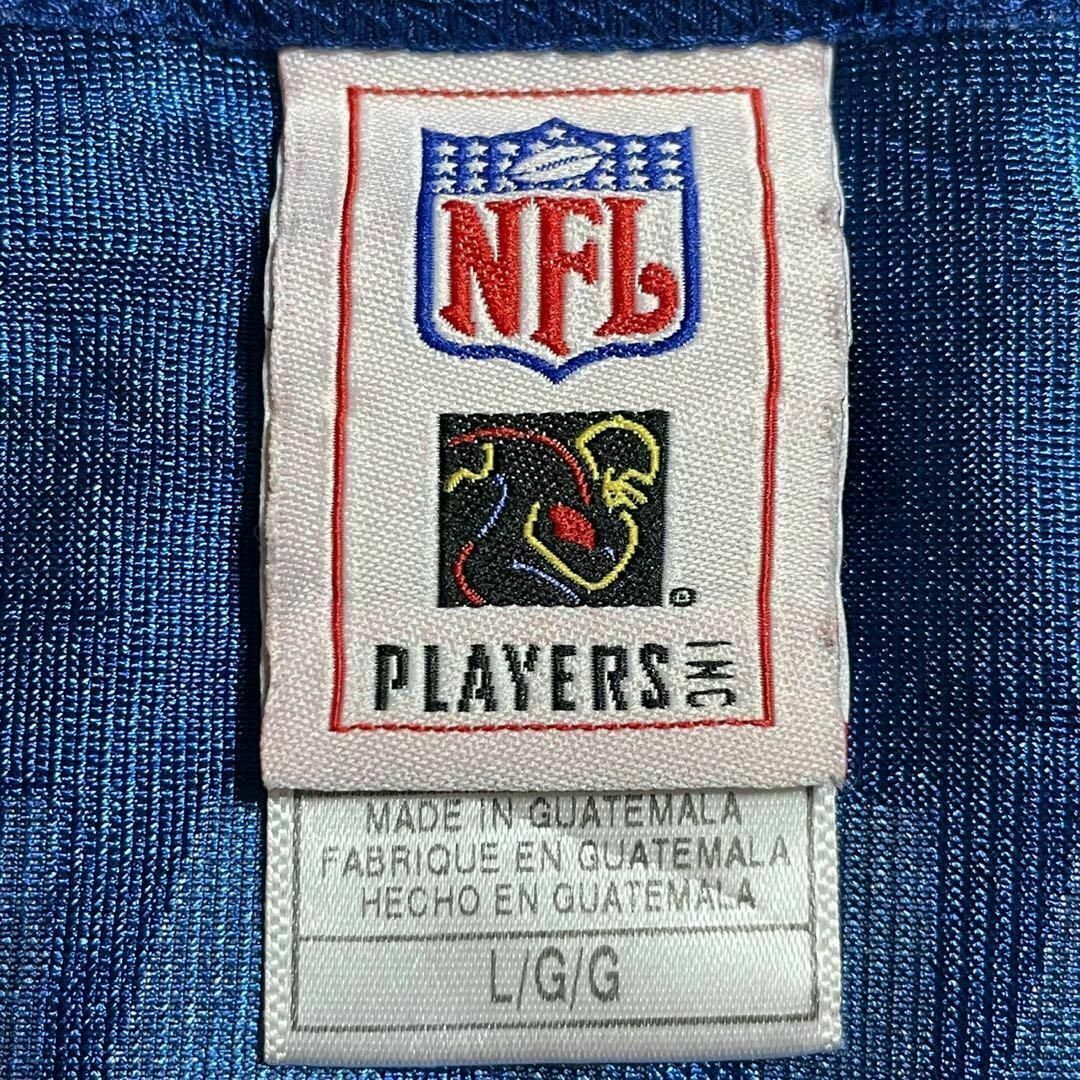 NFL
PLAYERS INC
MADE IN GUATEMALA
FABRIQUE EN GUATEMALA
HECHO EN GUATEMALA
L/G/G